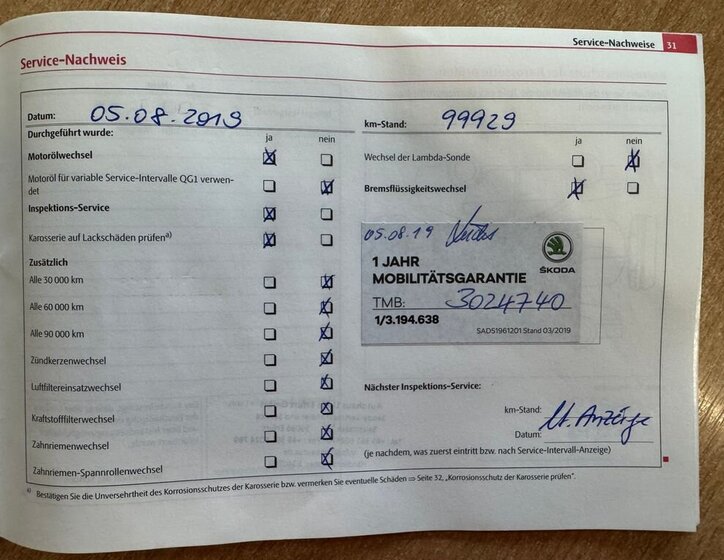 Service-Nachweise 31
Service-Nachweis
Datum: 05.08.2019
km-Stand: 99929
Durchgeführt wurde:
ja nein
ja nein
Motorölwechsel
Wechsel der Lambda-Sonde
Motoröl für variable Service-Intervalle QG1 verwen-
det
Bremsflüssigkeitswechsel
Inspektions-Service
Karosserie auf Lackschäden prüfen a)
Zusätzlich
Alle 30 000 km
Alle 60 000 km
Alle 90 000 km
Zündkerzenwechsel
Luftfiltereinsatzwechsel
Kraftstofffilterwechsel
Zahnriemenwechsel
Zahnriemen-Spannrollenwechsel
05.08.19
ŠKODA
1 JAHR
MOBILITÄTSGARANTIE
TMB: 3024740
1/3.194.638
SAD51961201 Stand 03/2019
Nächster Inspektions-Service:
km-Stand:
lt. Anzeige
Datum:
(je nachdem, was zuerst eintritt bzw. nach Service-Intervall-Anzeige)
a) Bestätigen Sie die Unversehrtheit des Korrosionsschutzes der Karosserie bzw. vermerken Sie eventuelle Schäden ⇒ Seite 32, „Korrosionsschutz der Karosserie prüfen“.